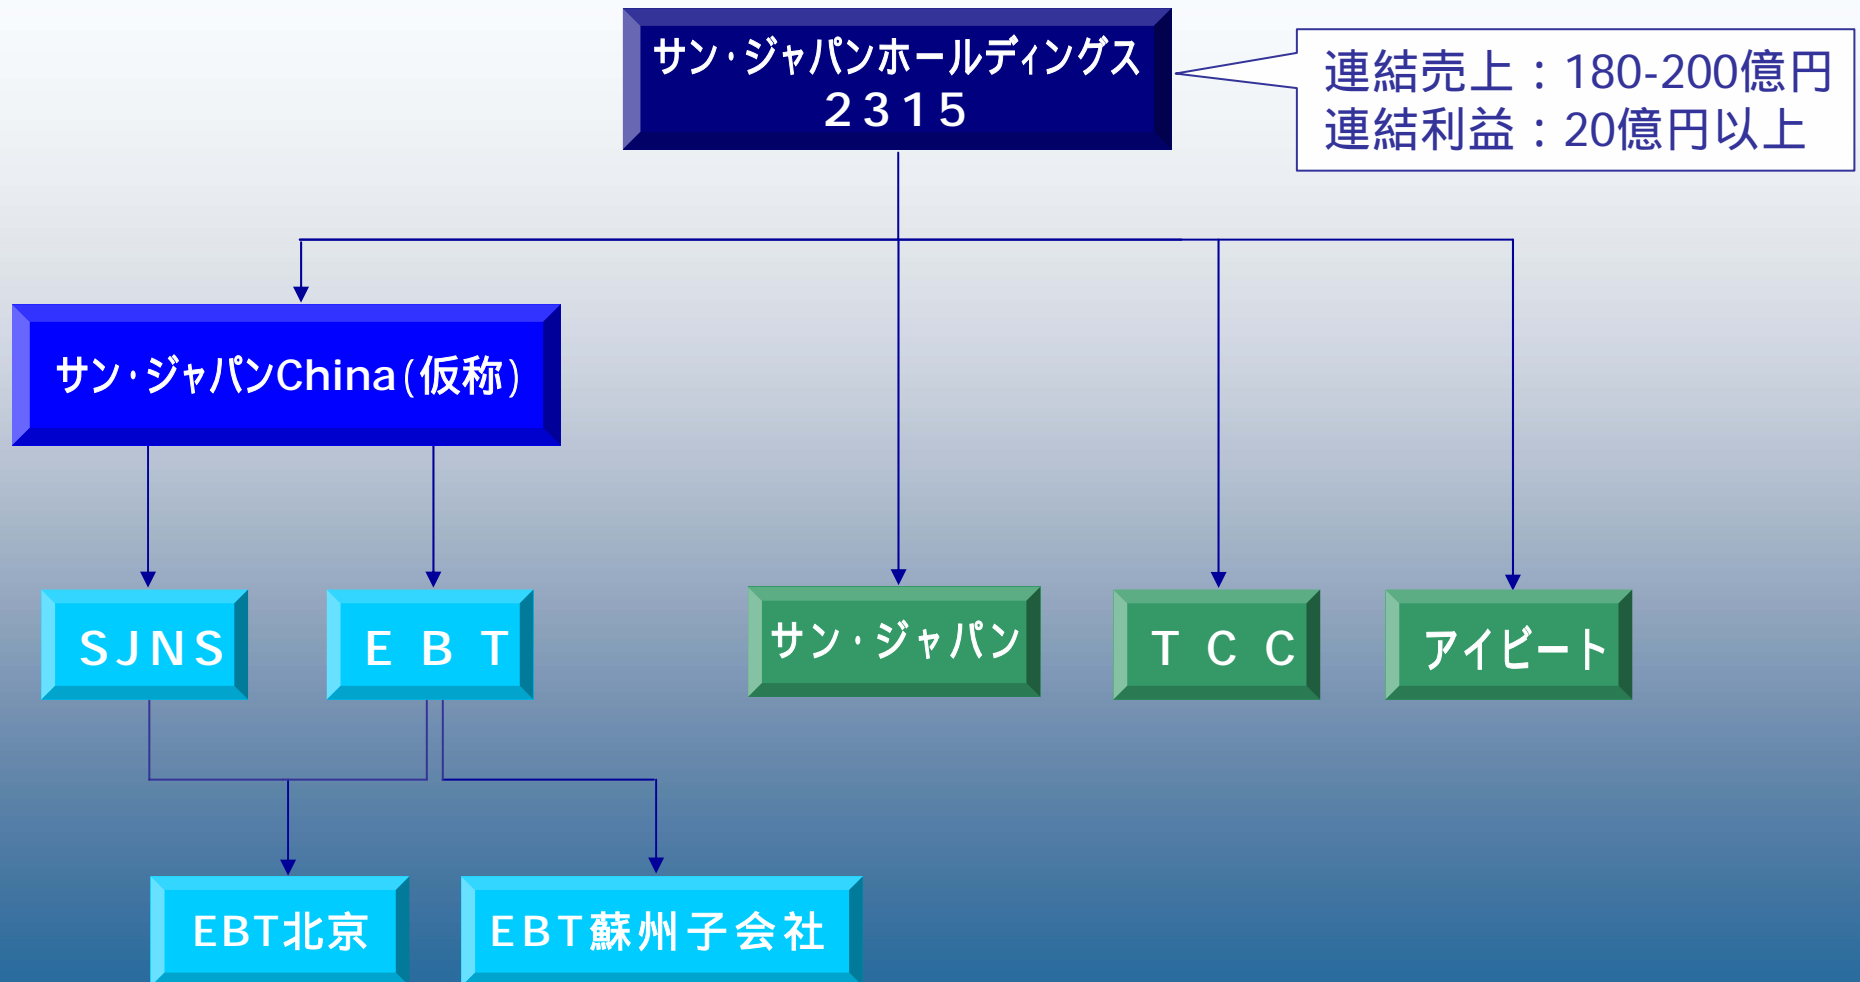 サン・ジャパンホールディングス
２３１５
連結売上：180-200億円
連結利益：20億円以上
サン・ジャパンChina(仮称)
SJNS
ＥＢＴ
サン・ジャパン
ＴＣＣ
アイビート
EBT北京
EBT蘇州子会社